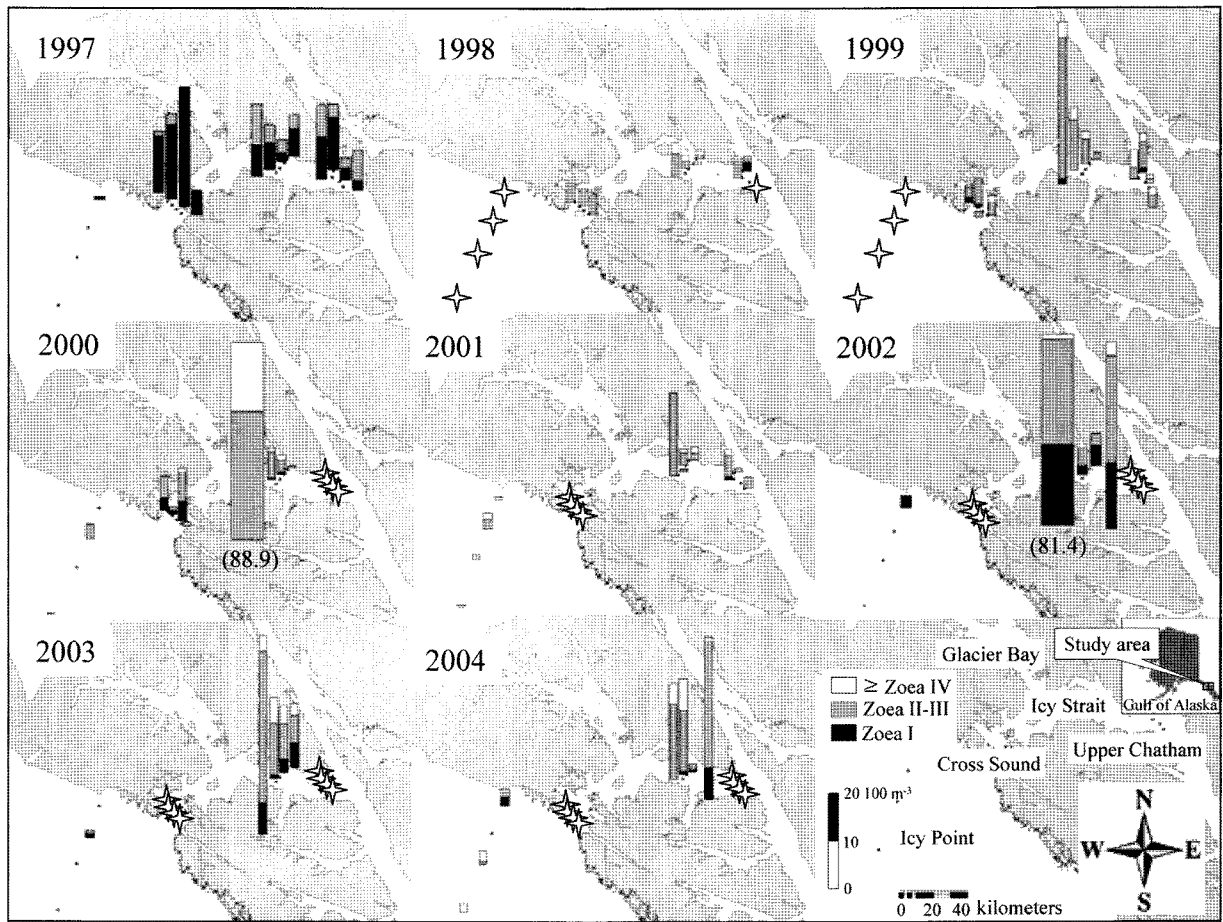 1997
1998
1999
2000
2001
2002
(88.9)
(81.4)
2003
2004
Glacier Bay
Study area
≥ Zoea IV
Zoea II-III
Zoea I
Icy Strait
Gulf of Alaska
Cross Sound
Upper Chatham
20 100 m⁻³
10
0
Icy Point
N
W E
S
0 20 40 kilometers